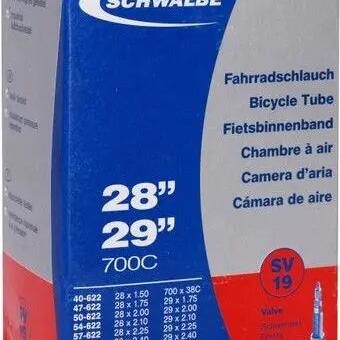 SCHWALBE
Fahrradschlauch
Bicycle Tube
Fietsbinnenband
Chambre à air
Camera d'aria
Cámara de aire
28”
29”
700C
SV
19
40-622 28 x 1.50 700 x 38C
47-622 28 x 1.75 29 x 1.75
50-622 28 x 2.00 29 x 2.00
54-622 28 x 2.10 29 x 2.10
57-622 28 x 2.25 29 x 2.25
28 x 2.40 29 x 2.40
Valve